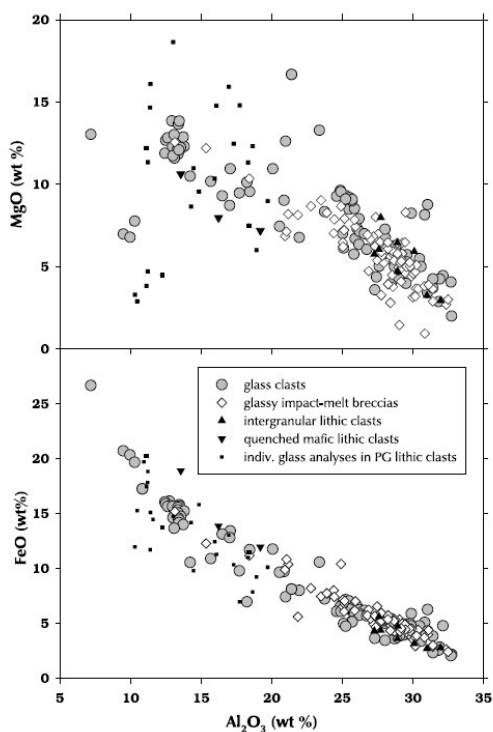 20
15
10
5
0
MgO (wt %)
glass clasts
glassy impact-melt breccias
intergranular lithic clasts
quenched mafic lithic clasts
indiv. glass analyses in PG lithic clasts
25
20
15
10
5
0
FeO (wt%)
5 10 15 20 25 30 35
Al₂O₃ (wt %)